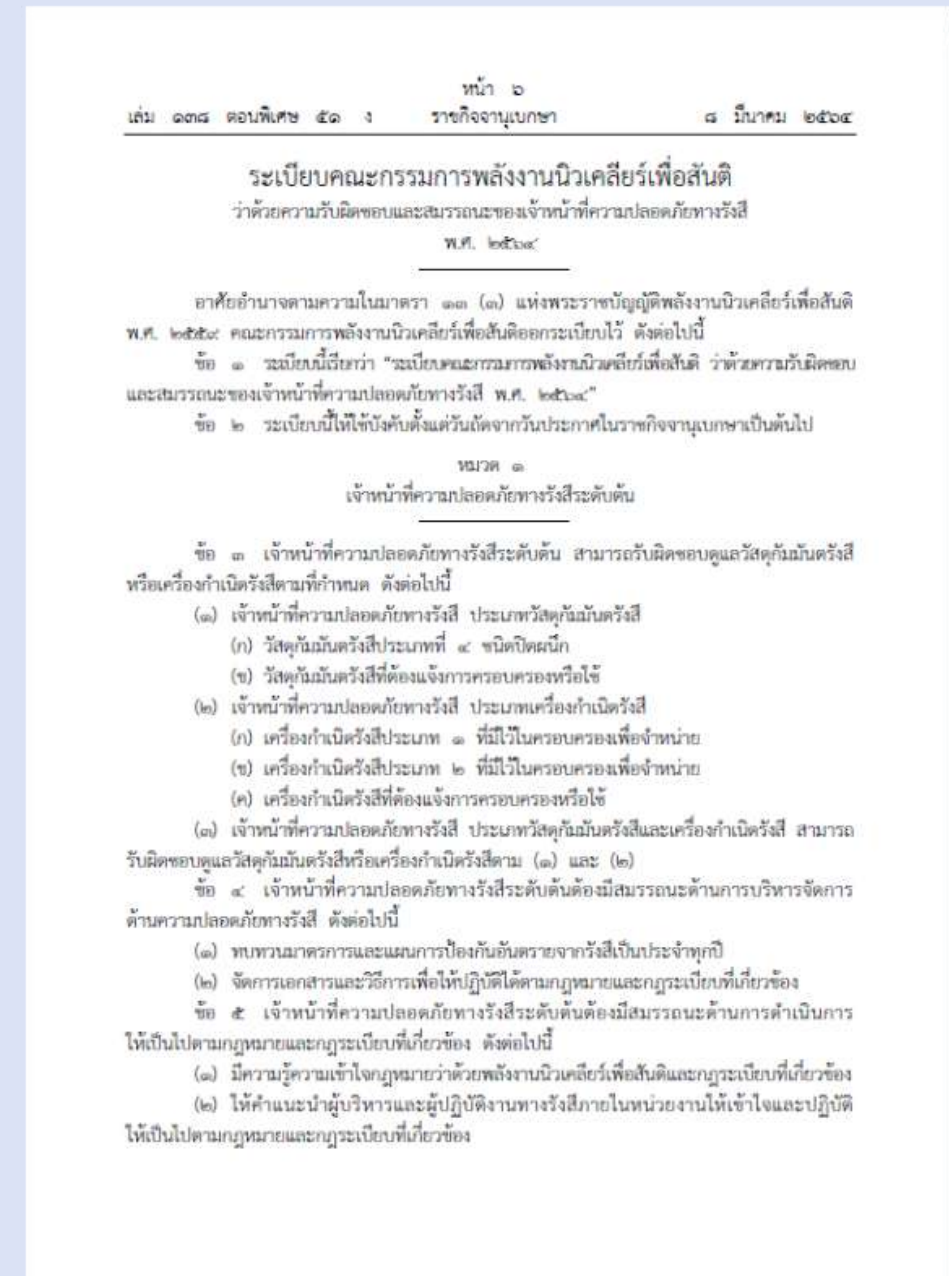 หน้า ๖
เล่ม ๑๓๘ ตอนพิเศษ ๕๑ ง ราชกิจจานุเบกษา ๘ มีนาคม ๒๕๖๔
ระเบียบคณะกรรมการพลังงานนิวเคลียร์เพื่อสันติ
ว่าด้วยความรับผิดชอบและสมรรถนะของเจ้าหน้าที่ความปลอดภัยทางรังสี
พ.ศ. ๒๕๖๔
อาศัยอำนาจตามความในมาตรา ๑๓ (๓) แห่งพระราชบัญญัติพลังงานนิวเคลียร์เพื่อสันติ
พ.ศ. ๒๕๕๙ คณะกรรมการพลังงานนิวเคลียร์เพื่อสันติออกระเบียบไว้ ดังต่อไปนี้
ข้อ ๑ ระเบียบนี้เรียกว่า “ระเบียบคณะกรรมการพลังงานนิวเคลียร์เพื่อสันติ ว่าด้วยความรับผิดชอบ
และสมรรถนะของเจ้าหน้าที่ความปลอดภัยทางรังสี พ.ศ. ๒๕๖๔”
ข้อ ๒ ระเบียบนี้ให้ใช้บังคับตั้งแต่วันถัดจากวันประกาศในราชกิจจานุเบกษาเป็นต้นไป
หมวด ๑
เจ้าหน้าที่ความปลอดภัยทางรังสีระดับต้น
ข้อ ๓ เจ้าหน้าที่ความปลอดภัยทางรังสีระดับต้น สามารถรับผิดชอบดูแลวัสดุกัมมันตรังสี
หรือเครื่องกำเนิดรังสีตามที่กำหนด ดังต่อไปนี้
(๑) เจ้าหน้าที่ความปลอดภัยทางรังสี ประเภทวัสดุกัมมันตรังสี
(ก) วัสดุกัมมันตรังสีประเภทที่ ๔ ชนิดปิดผนึก
(ข) วัสดุกัมมันตรังสีที่ต้องแจ้งการครอบครองหรือใช้
(๒) เจ้าหน้าที่ความปลอดภัยทางรังสี ประเภทเครื่องกำเนิดรังสี
(ก) เครื่องกำเนิดรังสีประเภท ๑ ที่มีไว้ในครอบครองเพื่อจำหน่าย
(ข) เครื่องกำเนิดรังสีประเภท ๒ ที่มีไว้ในครอบครองเพื่อจำหน่าย
(ค) เครื่องกำเนิดรังสีที่ต้องแจ้งการครอบครองหรือใช้
(๓) เจ้าหน้าที่ความปลอดภัยทางรังสี ประเภทวัสดุกัมมันตรังสีและเครื่องกำเนิดรังสี สามารถ
รับผิดชอบดูแลวัสดุกัมมันตรังสีหรือเครื่องกำเนิดรังสีตาม (๑) และ (๒)
ข้อ ๔ เจ้าหน้าที่ความปลอดภัยทางรังสีระดับต้นต้องมีสมรรถนะด้านการบริหารจัดการ
ด้านความปลอดภัยทางรังสี ดังต่อไปนี้
(๑) ทบทวนมาตรการและแผนการป้องกันอันตรายจากรังสีเป็นประจำทุกปี
(๒) จัดการเอกสารและวิธีการเพื่อให้ปฏิบัติได้ตามกฎหมายและกฎระเบียบที่เกี่ยวข้อง
ข้อ ๕ เจ้าหน้าที่ความปลอดภัยทางรังสีระดับต้นต้องมีสมรรถนะด้านการดำเนินการ
ให้เป็นไปตามกฎหมายและกฎระเบียบที่เกี่ยวข้อง ดังต่อไปนี้
(๑) มีความรู้ความเข้าใจกฎหมายว่าด้วยพลังงานนิวเคลียร์เพื่อสันติและกฎระเบียบที่เกี่ยวข้อง
(๒) ให้คำแนะนำผู้บริหารและผู้ปฏิบัติงานทางรังสีภายในหน่วยงานให้เข้าใจและปฏิบัติ
ให้เป็นไปตามกฎหมายและกฎระเบียบที่เกี่ยวข้อง